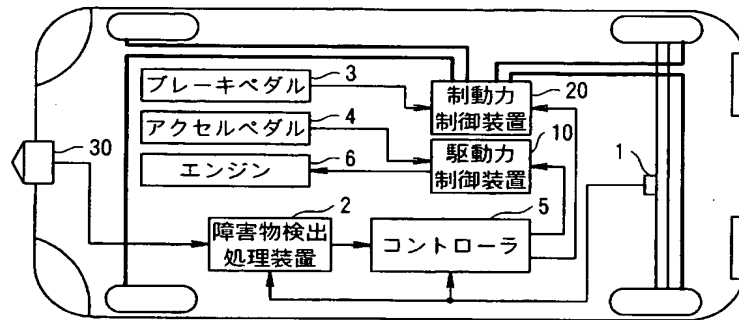 ブレーキペダル
3
制動力
制御装置
20
アクセルペダル
4
駆動力
制御装置
10
エンジン
6
30
1
障害物検出
処理装置
2
コントローラ
5